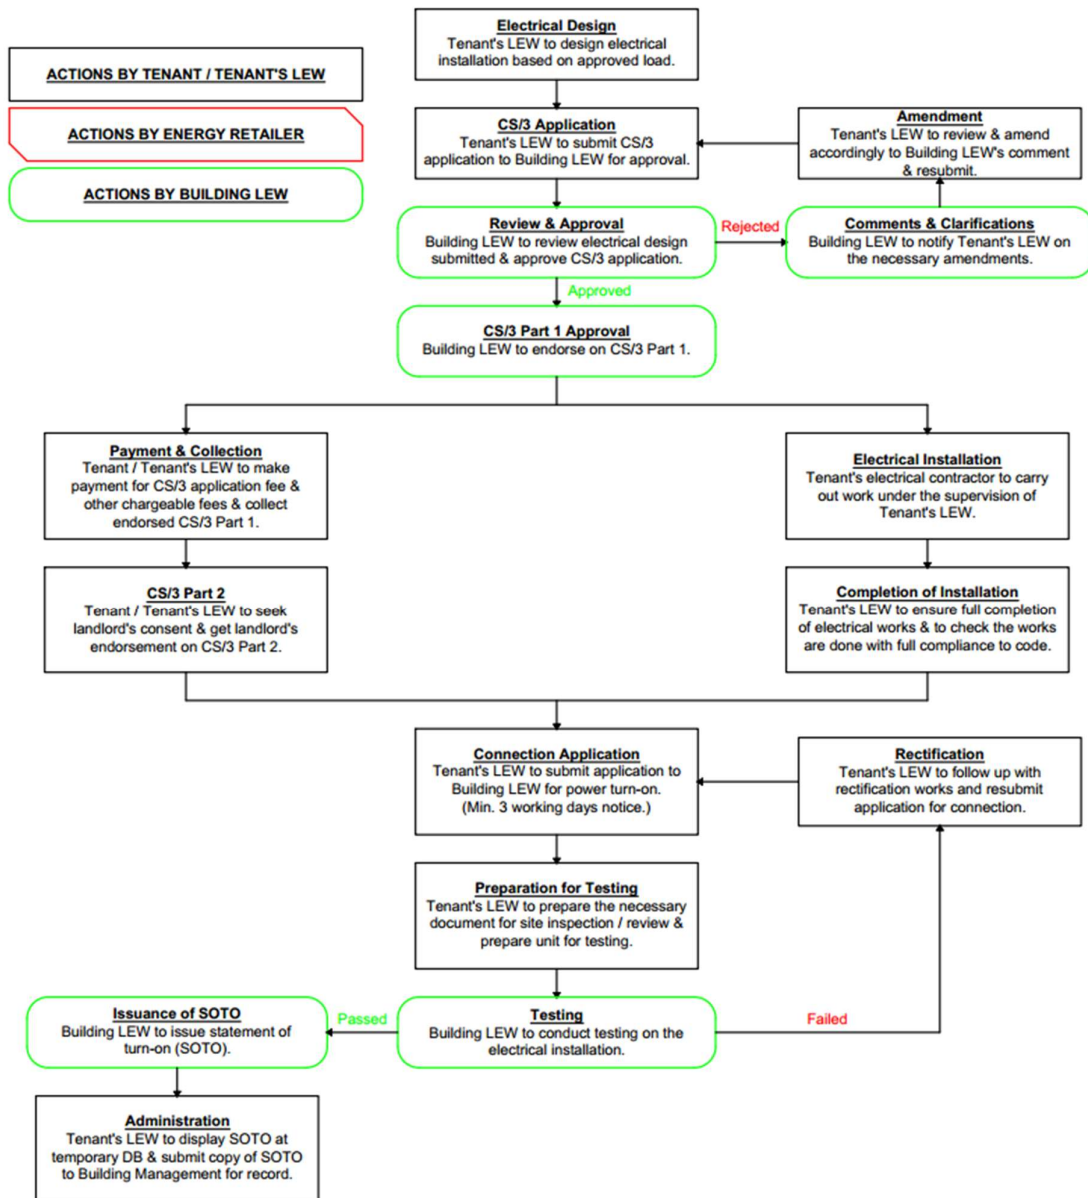 ACTIONS BY TENANT / TENANT'S LEW
ACTIONS BY ENERGY RETAILER
ACTIONS BY BUILDING LEW
Electrical Design
Tenant's LEW to design electrical
installation based on approved load.
CS/3 Application
Tenant's LEW to submit CS/3
application to Building LEW for approval.
Amendment
Tenant's LEW to review & amend
accordingly to Building LEW's comment
& resubmit.
Review & Approval
Building LEW to review electrical design
submitted & approve CS/3 application.
Rejected
Comments & Clarifications
Building LEW to notify Tenant's LEW on
the necessary amendments.
Approved
CS/3 Part 1 Approval
Building LEW to endorse on CS/3 Part 1.
Payment & Collection
Tenant / Tenant's LEW to make
payment for CS/3 application fee &
other chargeable fees & collect
endorsed CS/3 Part 1.
Electrical Installation
Tenant's electrical contractor to carry
out work under the supervision of
Tenant's LEW.
CS/3 Part 2
Tenant / Tenant's LEW to seek
landlord's consent & get landlord's
endorsement on CS/3 Part 2.
Completion of Installation
Tenant's LEW to ensure full completion
of electrical works & to check the works
are done with full compliance to code.
Connection Application
Tenant's LEW to submit application to
Building LEW for power turn-on.
(Min. 3 working days notice.)
Rectification
Tenant's LEW to follow up with
rectification works and resubmit
application for connection.
Preparation for Testing
Tenant's LEW to prepare the necessary
document for site inspection / review &
prepare unit for testing.
Issuance of SOTO
Building LEW to issue statement of
turn-on (SOTO).
Passed
Testing
Building LEW to conduct testing on the
electrical installation.
Failed
Administration
Tenant's LEW to display SOTO at
temporary DB & submit copy of SOTO
to Building Management for record.